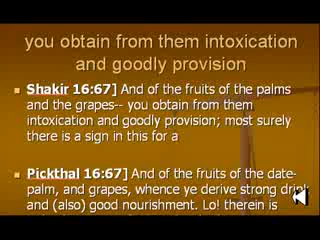 you obtain from them intoxication
and goodly provision
Shakir 16:67] And of the fruits of the palms
and the grapes-- you obtain from them
intoxication and goodly provision; most surely
there is a sign in this for a
Pickthal 16:67] And of the fruits of the date-
palm, and grapes, whence ye derive strong drink
and (also) good nourishment. Lo! therein is